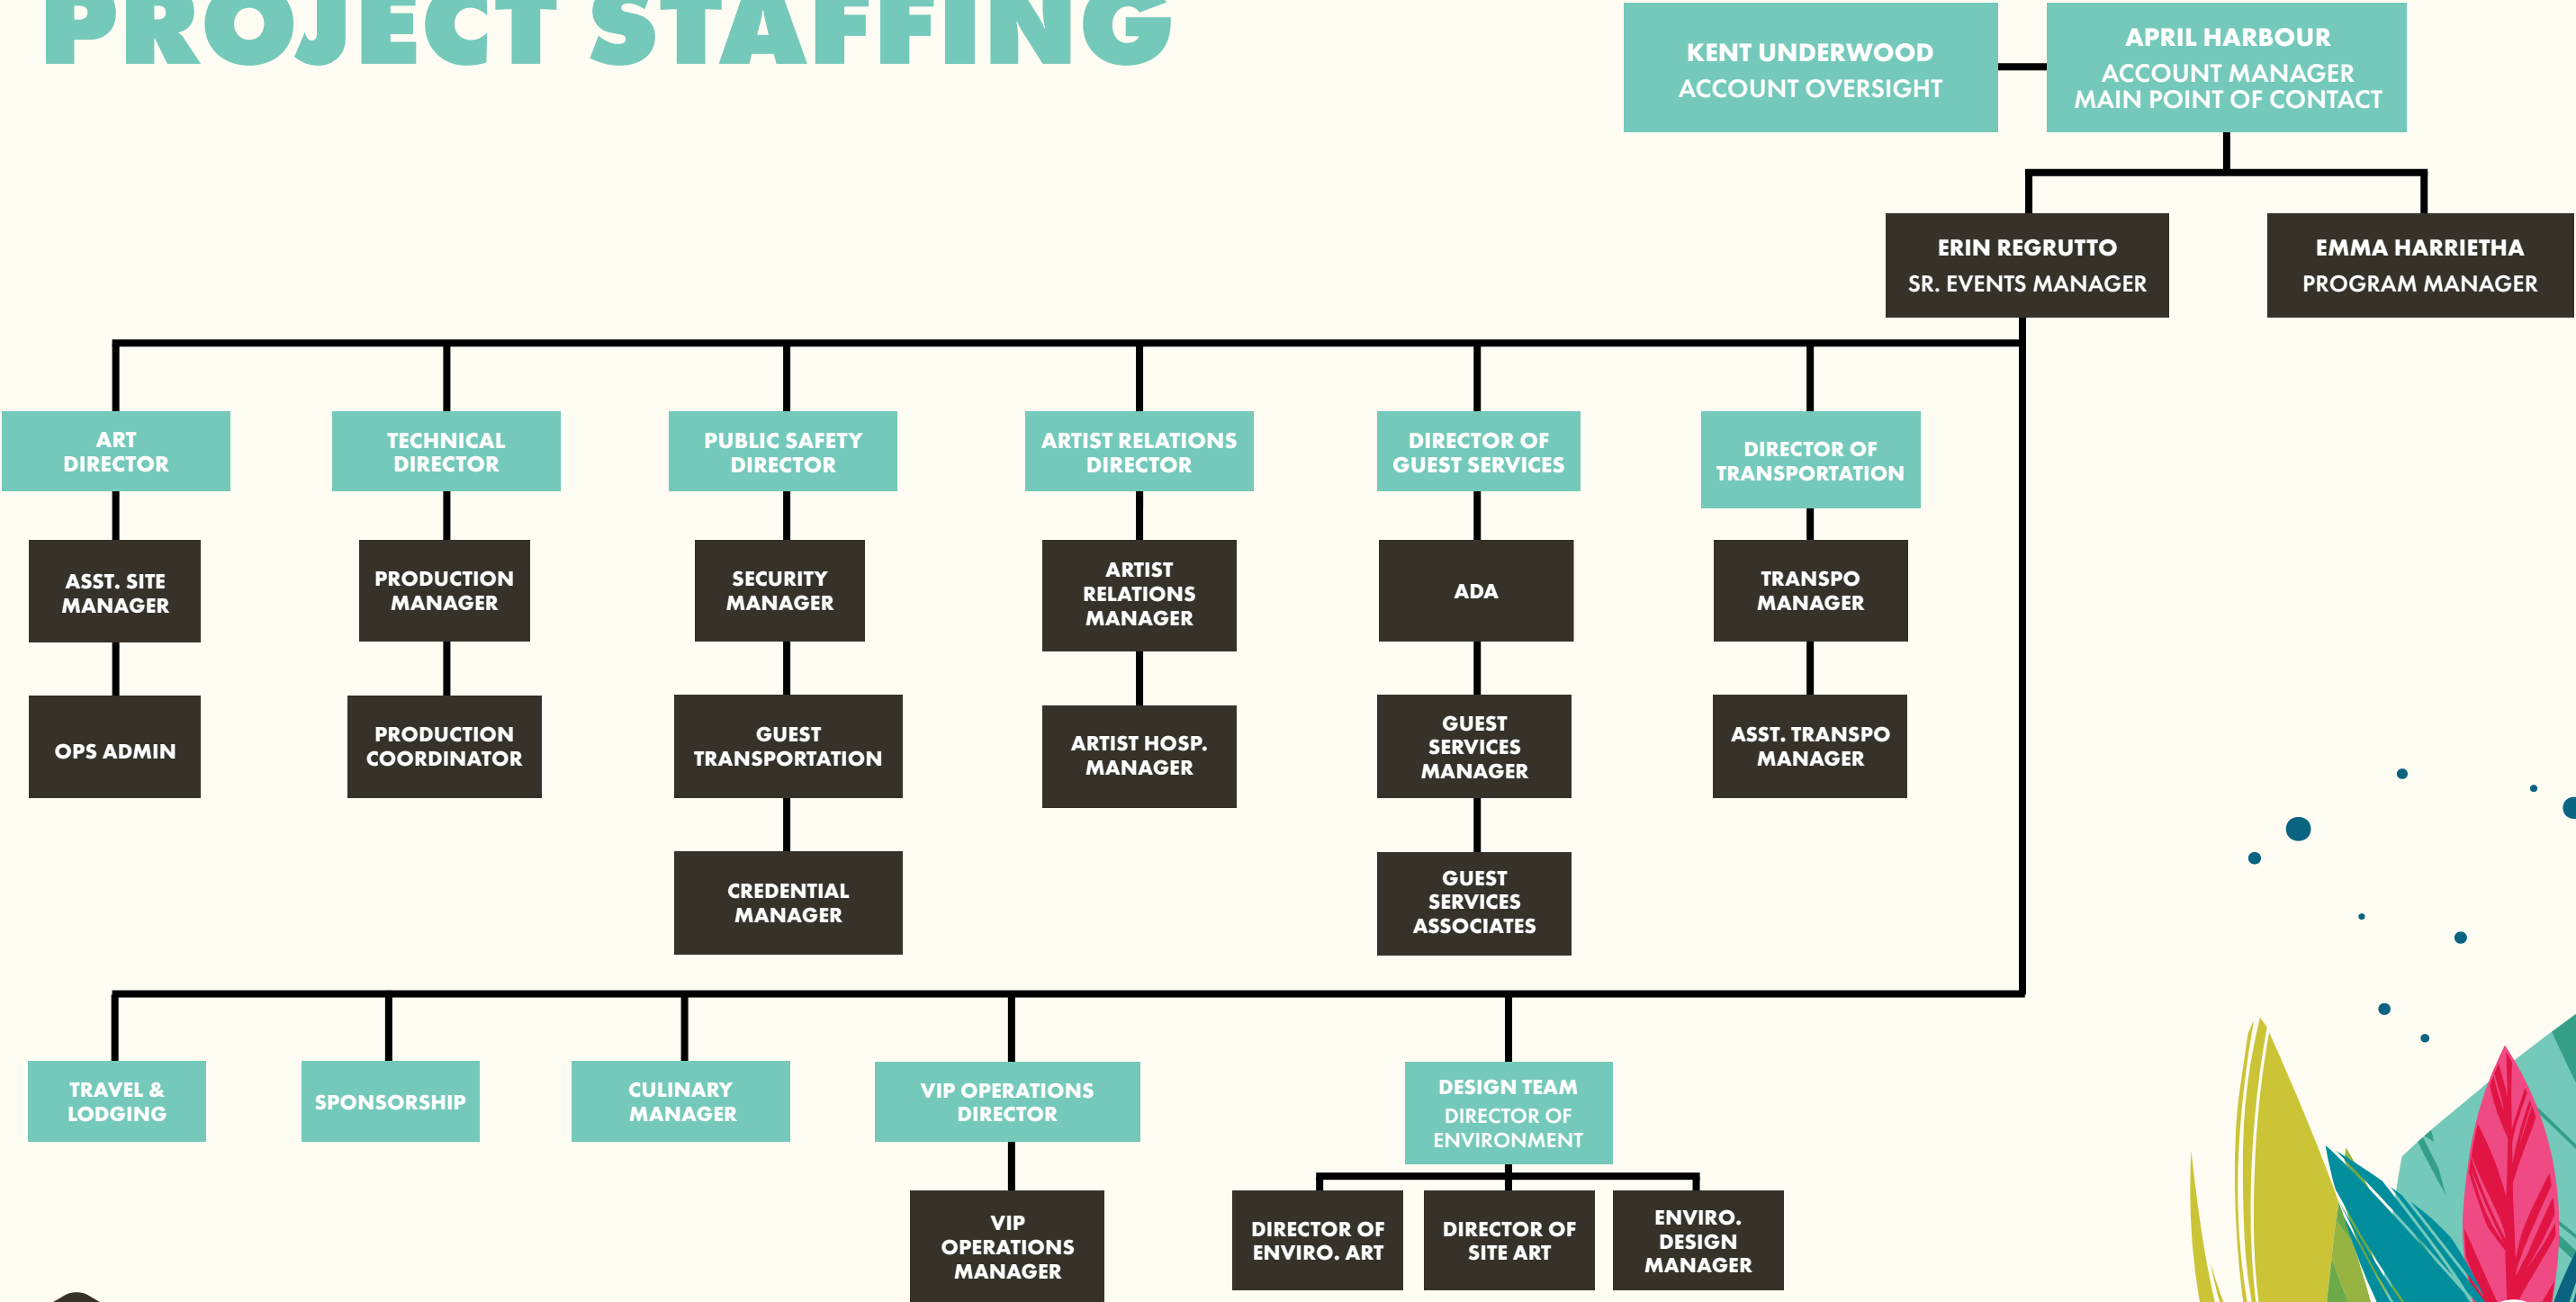 PROJECT STAFFING
KENT UNDERWOOD
ACCOUNT OVERSIGHT
APRIL HARBOUR
ACCOUNT MANAGER
MAIN POINT OF CONTACT
ERIN REGRUTTO
SR. EVENTS MANAGER
EMMA HARRIETHA
PROGRAM MANAGER
ART
DIRECTOR
TECHNICAL
DIRECTOR
PUBLIC SAFETY
DIRECTOR
ARTIST RELATIONS
DIRECTOR
DIRECTOR OF
GUEST SERVICES
DIRECTOR OF
TRANSPORTATION
ASST. SITE
MANAGER
PRODUCTION
MANAGER
SECURITY
MANAGER
ARTIST
RELATIONS
MANAGER
ADA
TRANSPO
MANAGER
OPS ADMIN
PRODUCTION
COORDINATOR
GUEST
TRANSPORTATION
ARTIST HOSP.
MANAGER
GUEST
SERVICES
MANAGER
ASST. TRANSPO
MANAGER
CREDENTIAL
MANAGER
GUEST
SERVICES
ASSOCIATES
TRAVEL &
LODGING
SPONSORSHIP
CULINARY
MANAGER
VIP OPERATIONS
DIRECTOR
DESIGN TEAM
DIRECTOR OF
ENVIRONMENT
VIP
OPERATIONS
MANAGER
DIRECTOR OF
ENVIRO. ART
DIRECTOR OF
SITE ART
ENVIRO.
DESIGN
MANAGER